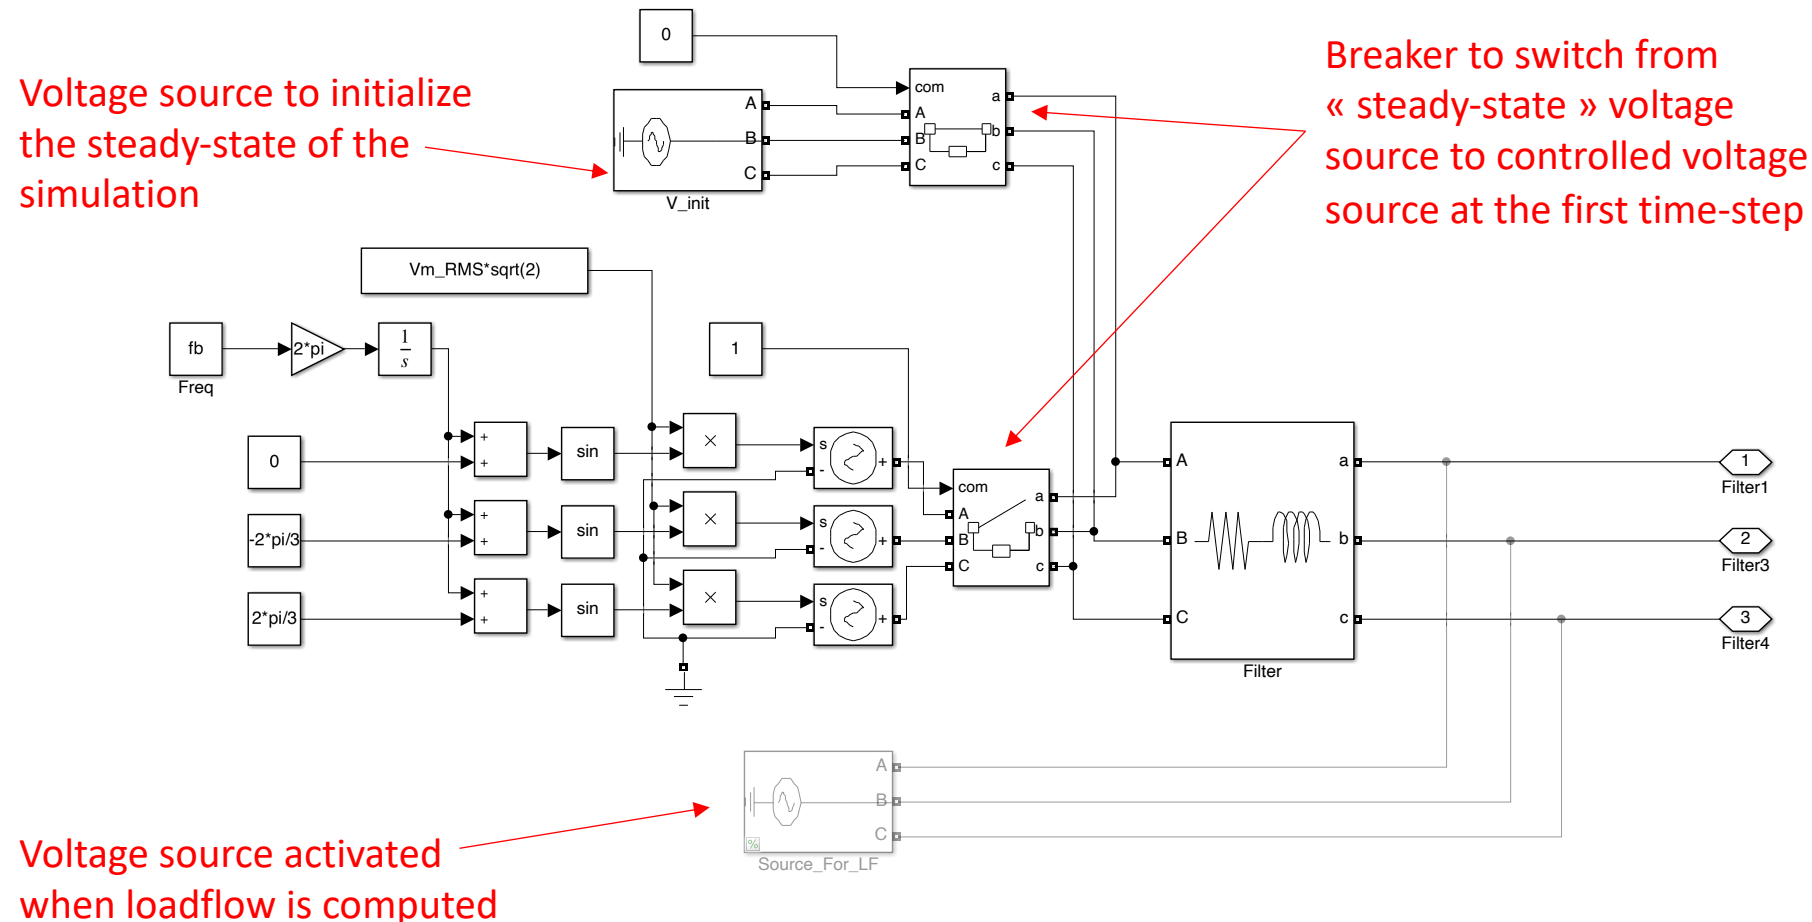 0
Voltage source to initialize
the steady-state of the
simulation
Breaker to switch from
« steady-state » voltage
source to controlled voltage
source at the first time-step
A
B
C
V_init
com
A
B
C
a
b
c
Vm_RMS*sqrt(2)
fb
Freq
2*pi
1
s
1
0
-2*pi/3
2*pi/3
+
+
+
+
+
+
sin
sin
sin
×
×
×
s
-
+
s
-
+
s
-
+
com
A
B
C
a
b
c
A
B
C
a
b
c
Filter
1
Filter1
2
Filter3
3
Filter4
A
B
C
%
Source_For_LF
Voltage source activated
when loadflow is computed